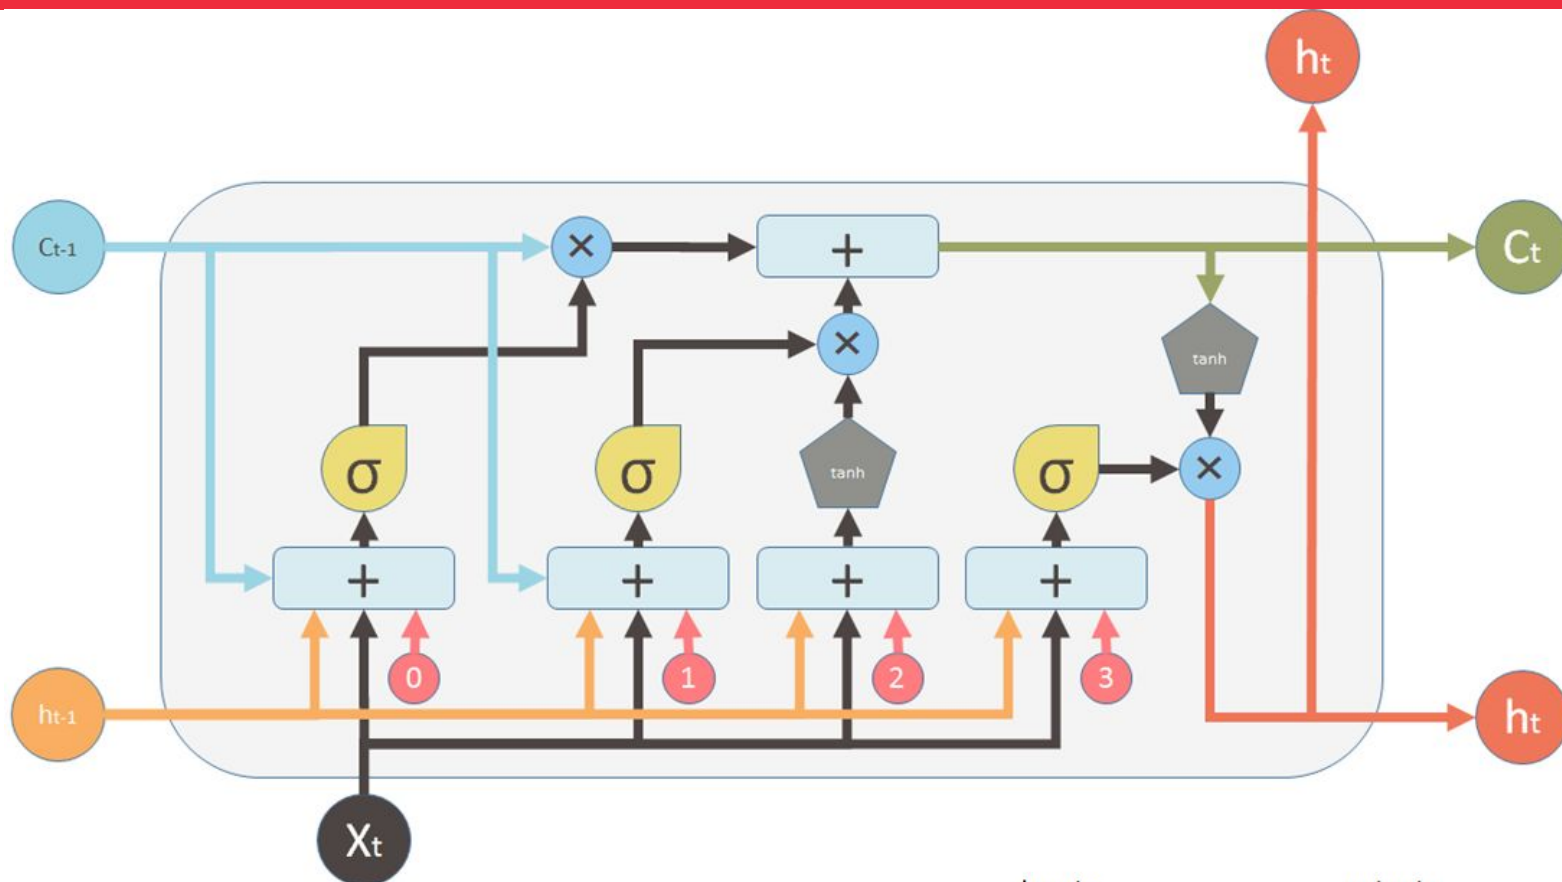 ht
Ct-1
×
+
Ct
×
tanh
σ
σ
tanh
σ
×
+
+
+
+
0
1
2
3
ht-1
ht
Xt